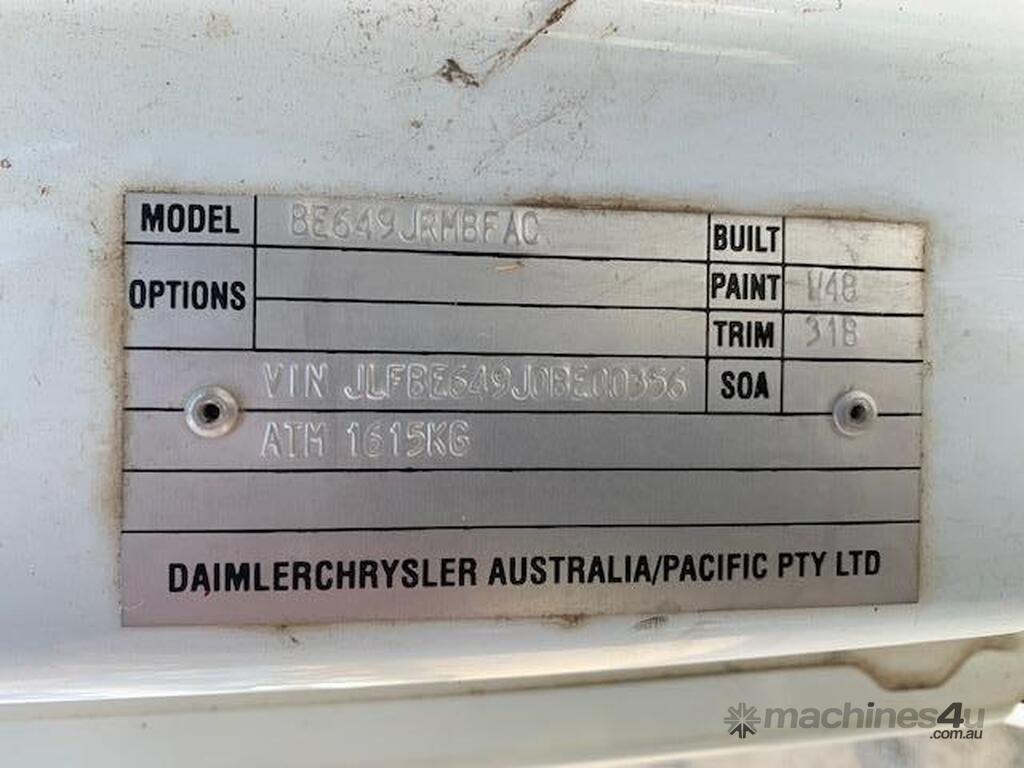 MODEL BE649JRMBFAC BUILT
OPTIONS PAINT W48
TRIM 318
VIN JLFBE649J0BE00356 SOA
ATM 1615KG
DAIMLERCHRYSLER AUSTRALIA/PACIFIC PTY LTD
machines4u
.com.au